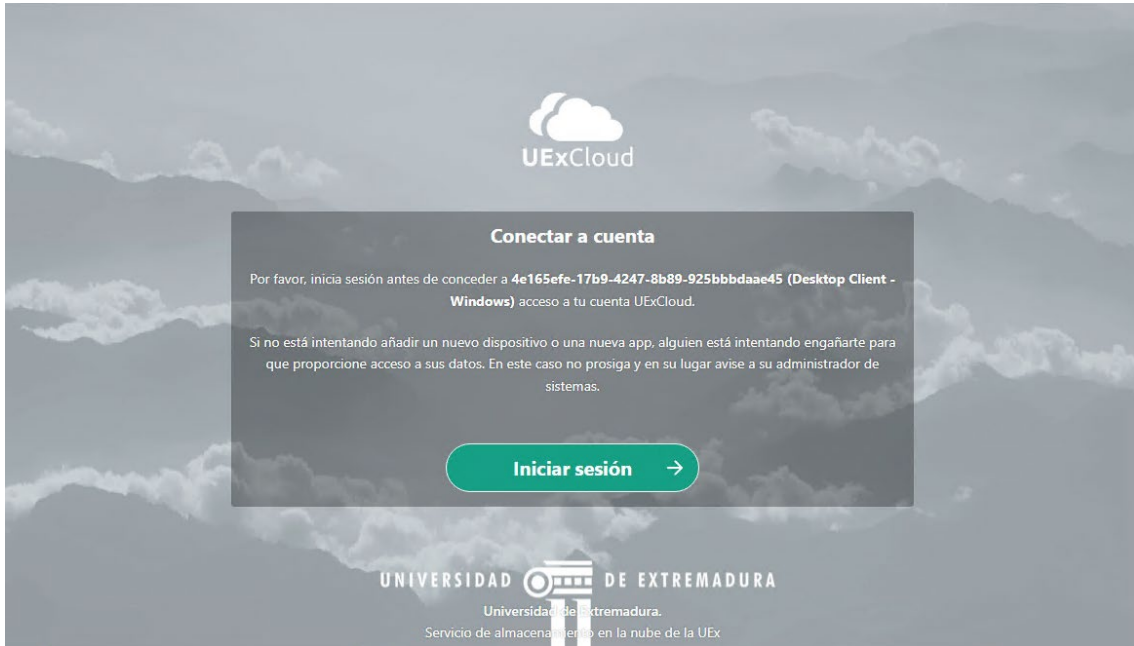 UExCloud
Conectar a cuenta
Por favor, inicia sesión antes de conceder a 4e165efe-17b9-4247-8b89-925bbbdaae45 (Desktop Client -
Windows) acceso a tu cuenta UExCloud.
Si no está intentando añadir un nuevo dispositivo o una nueva app, alguien está intentando engañarte para
que proporcione acceso a sus datos. En este caso no prosiga y en su lugar avise a su administrador de
sistemas.
Iniciar sesión →
UNIVERSIDAD DE EXTREMADURA
Universidad de Extremadura.
Servicio de almacenamiento en la nube de la UEx